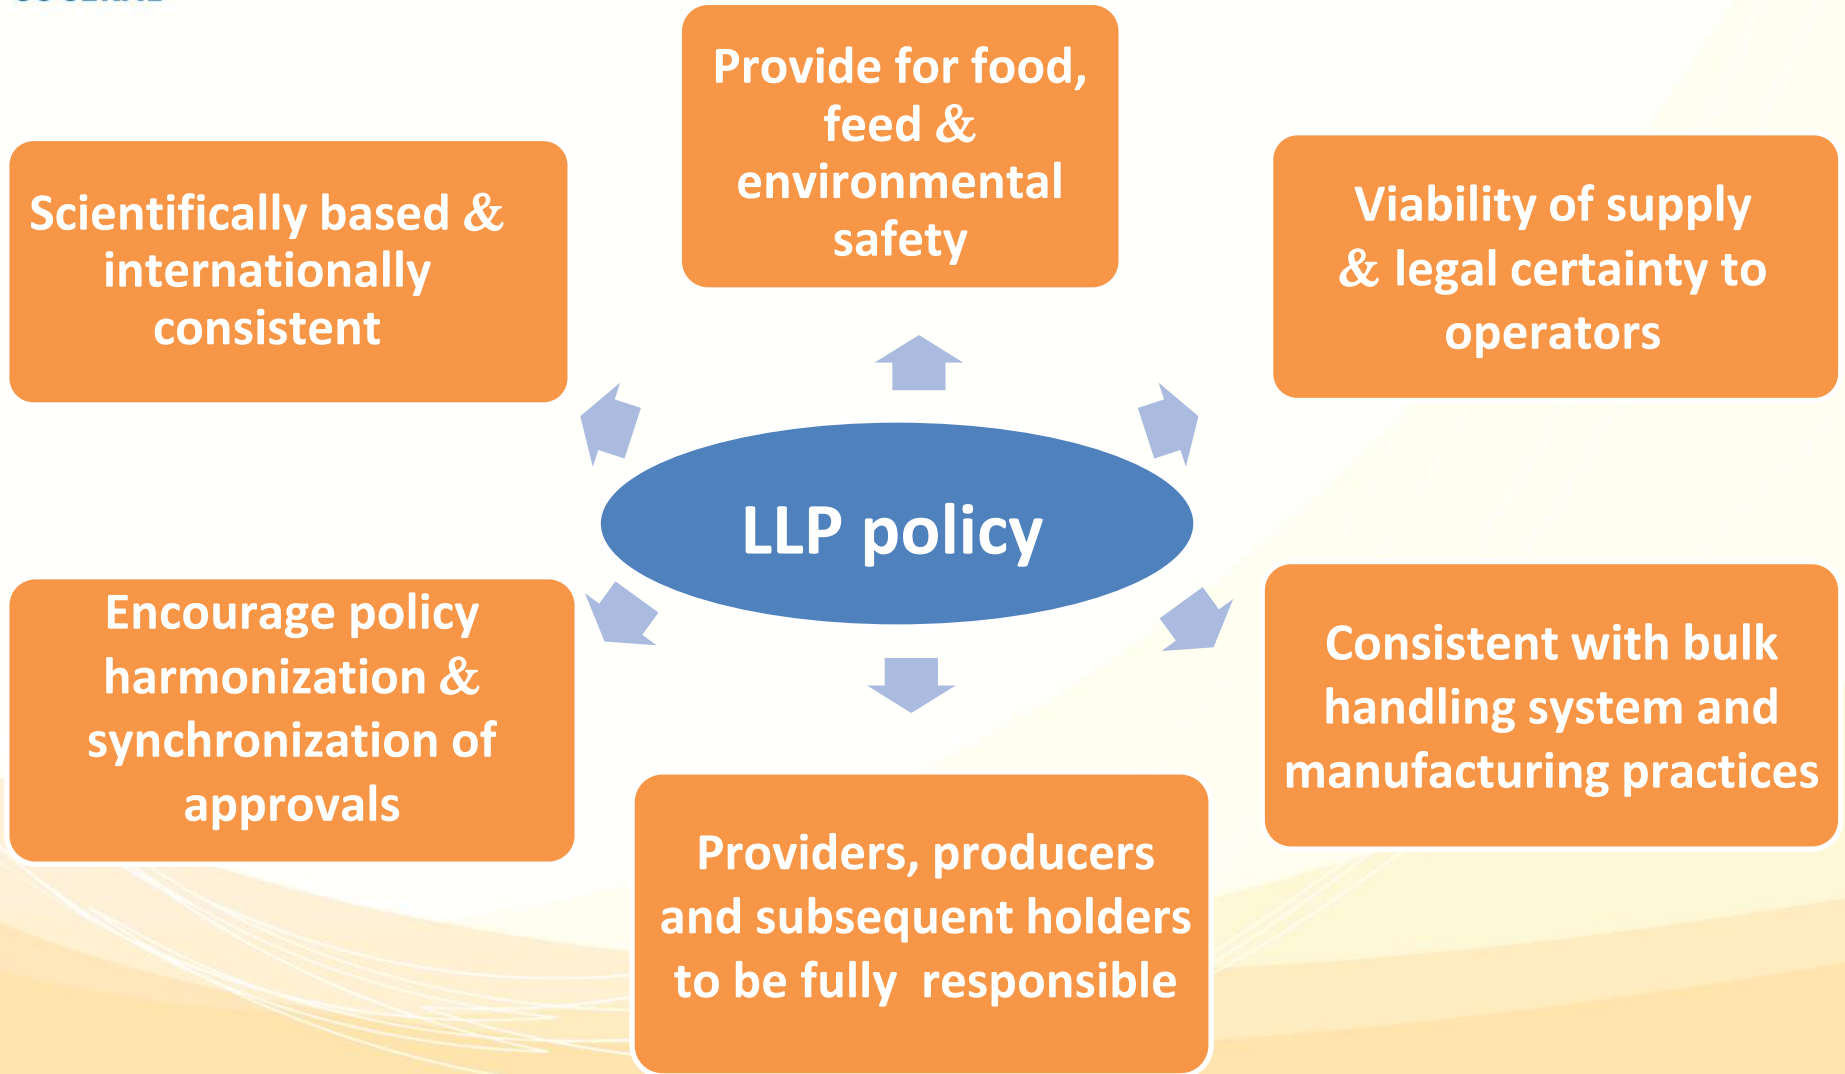 Provide for food,
feed &
environmental
safety
Scientifically based &
internationally
consistent
Viability of supply
& legal certainty to
operators
LLP policy
Encourage policy
harmonization &
synchronization of
approvals
Consistent with bulk
handling system and
manufacturing practices
Providers, producers
and subsequent holders
to be fully  responsible